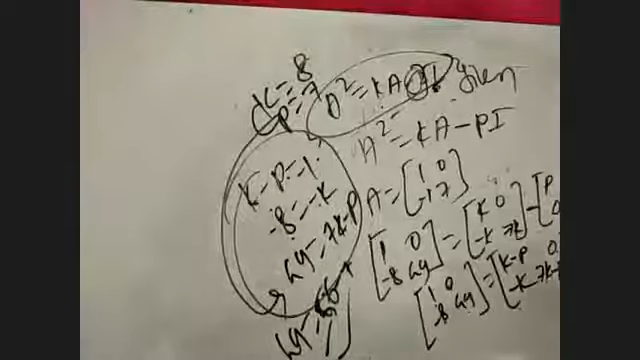 k = 8
P = 7
A² = kA given
A² = kA - PI
A = [1 0
-1 7]
k - P = 1
-8 = -k
49 = 7k - P
[1 0
-8 49] = [k 0
-k 7k] - [P
0
[1 0
-8 49] = [k-P 0
-k 7k-
49 = 56